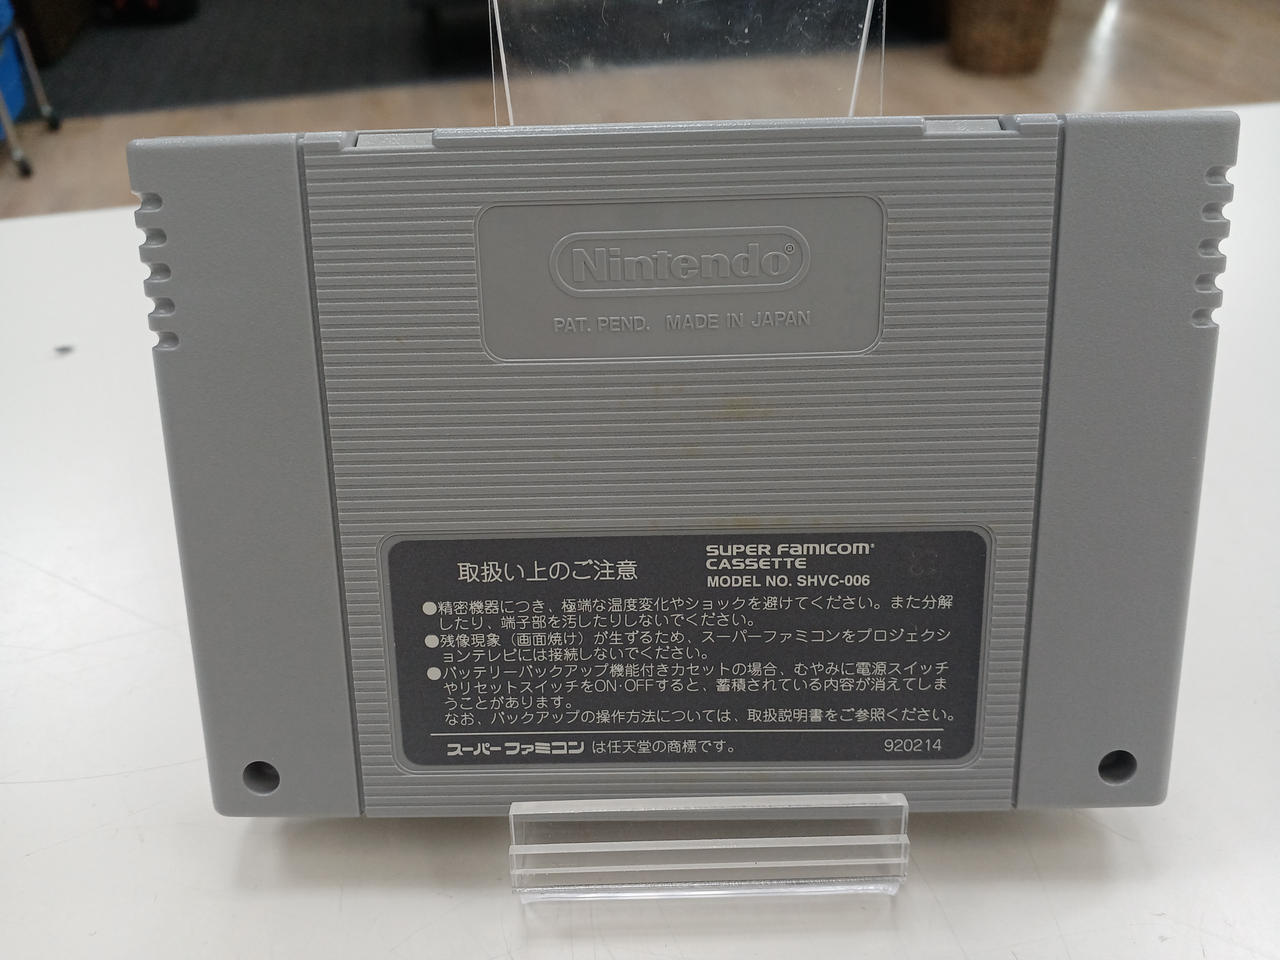 Nintendo®
PAT. PEND. MADE IN JAPAN
取扱い上のご注意
SUPER FAMICOM®
CASSETTE
MODEL NO. SHVC-006
●精密機器につき、極端な温度変化やショックを避けてください。また分解
したり、端子部を汚したりしないでください。
●残像現象（画面焼け）が生ずるため、スーパーファミコンをプロジェクシ
ョンテレビには接続しないでください。
●バッテリーバックアップ機能付きカセットの場合、むやみに電源スイッチ
やリセットスイッチをON·OFFすると、蓄積されている内容が消えてしま
うことがあります。
なお、バックアップの操作方法については、取扱説明書をご参照ください。
スーパーファミコン は任天堂の商標です。
920214